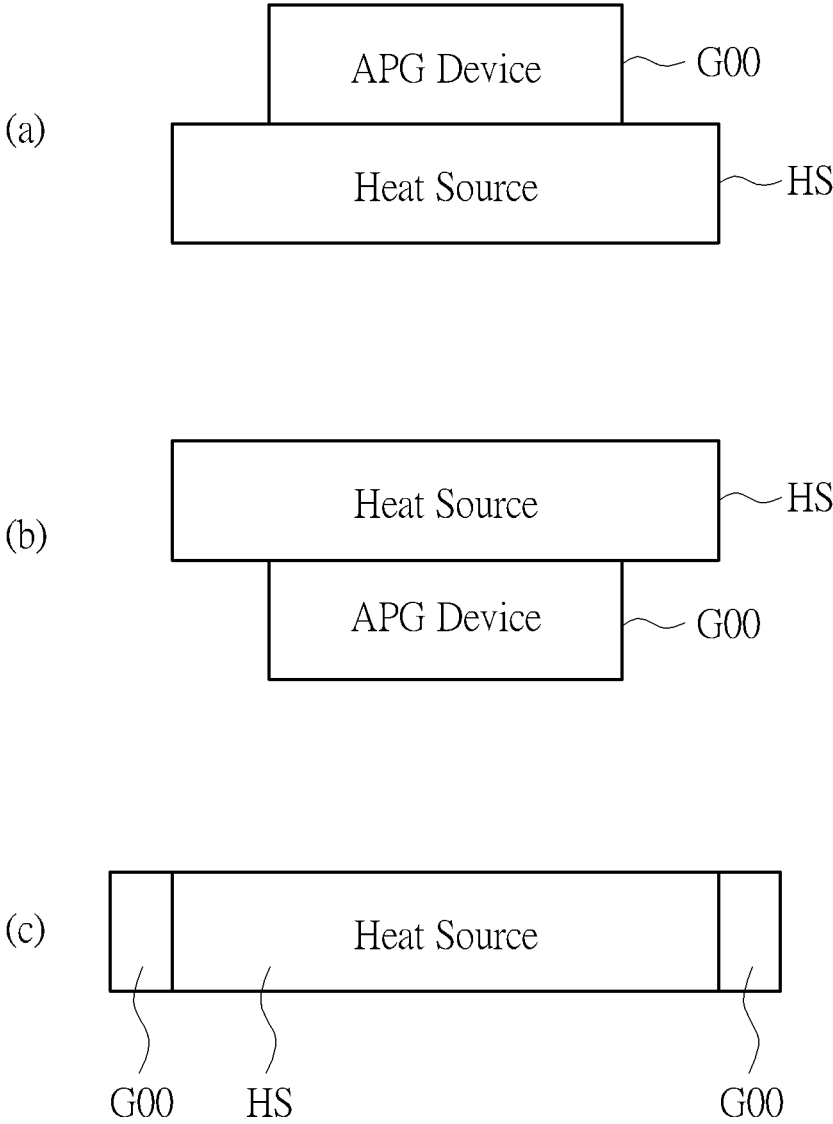 APG Device
G00
(a)
Heat Source
HS
Heat Source
HS
(b)
APG Device
G00
(c)
Heat Source
G00
HS
G00